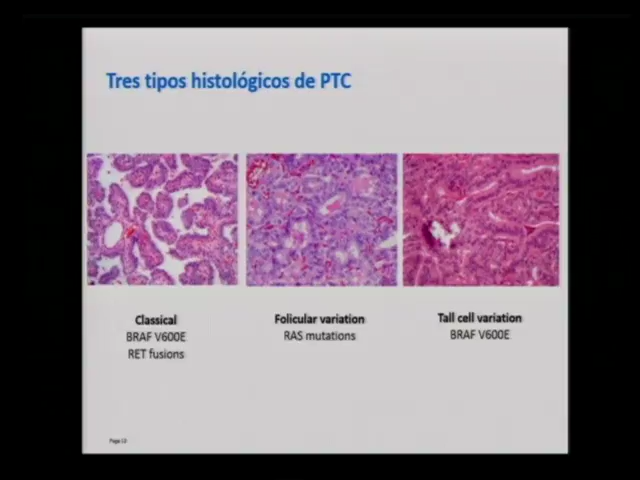 Tres tipos histológicos de PTC
Classical
BRAF V600E
RET fusions
Folicular variation
RAS mutations
Tall cell variation
BRAF V600E